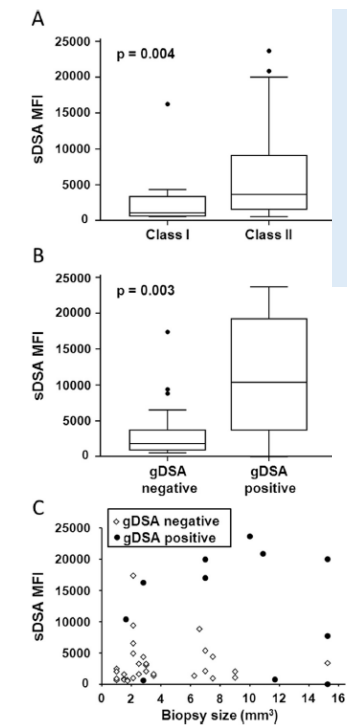 A
25000
20000
15000
10000
5000
0
sDSA MFI
p = 0.004
Class I Class II
B
25000
20000
15000
10000
5000
0
sDSA MFI
p = 0.003
gDSA negative
gDSA positive
C
25000
20000
15000
10000
5000
0
sDSA MFI
gDSA negative
gDSA positive
0 2 4 6 8 10 12 14 16
Biopsy size (mm³)